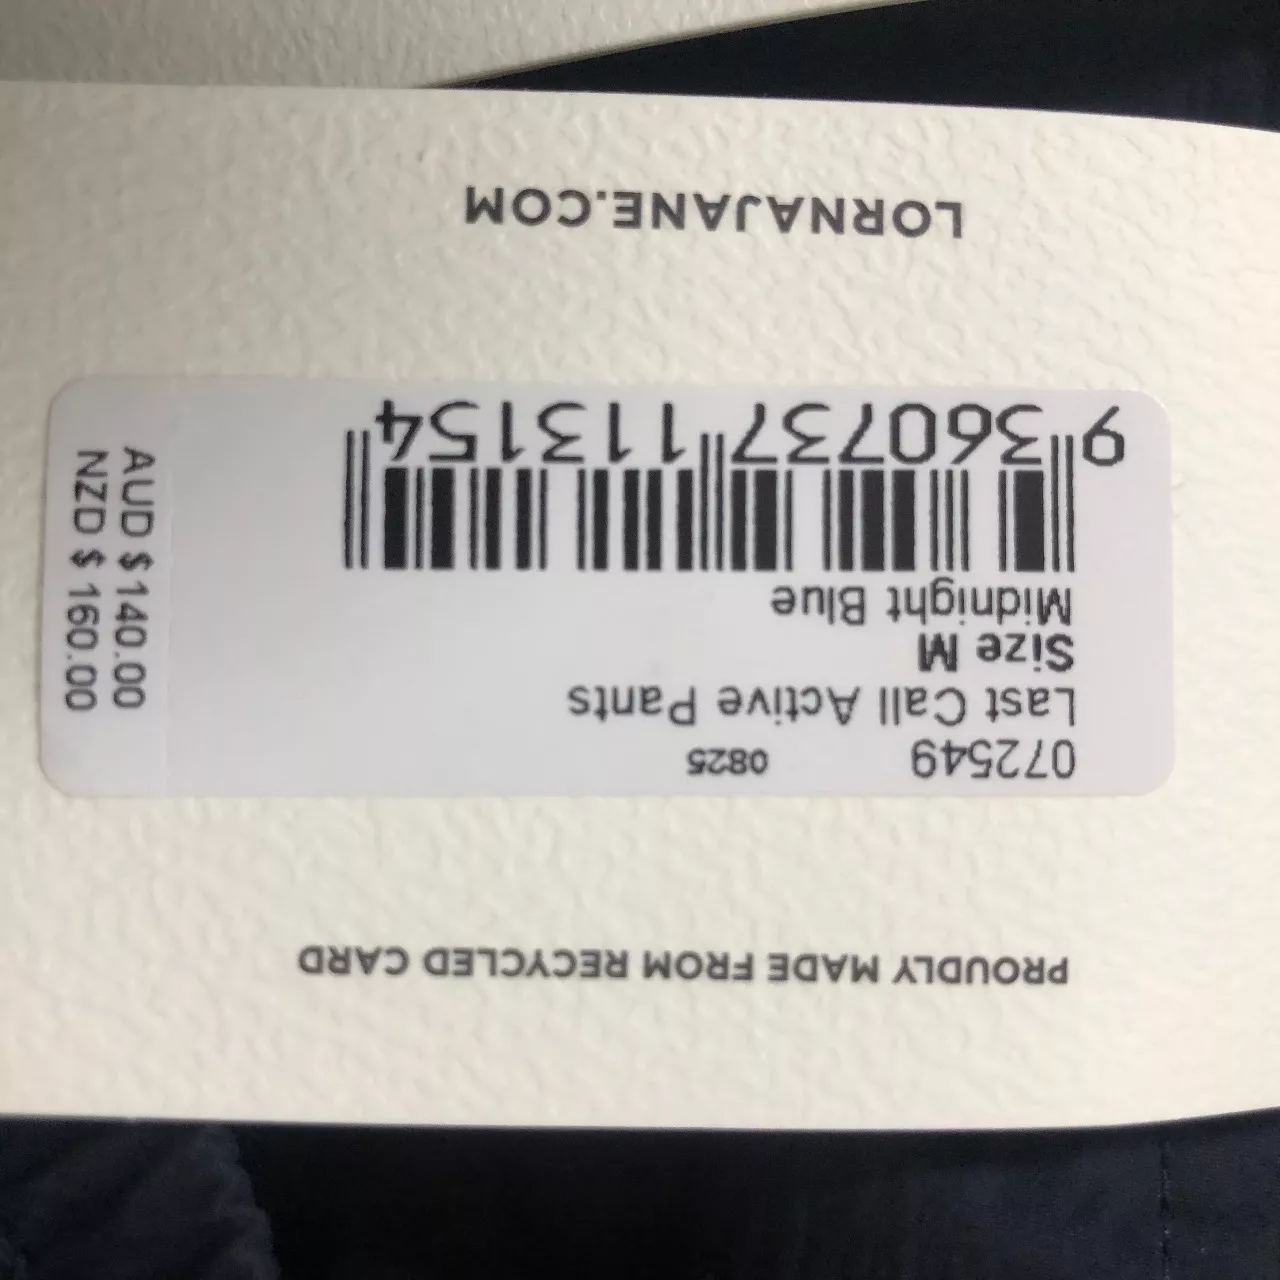 PROUDLY MADE FROM RECYCLED CARD
072549 0825
Last Call Active Pants
Size M
Midnight Blue
9 360737 113154
AUD $ 140.00
NZD $ 160.00
LORNAJANE.COM